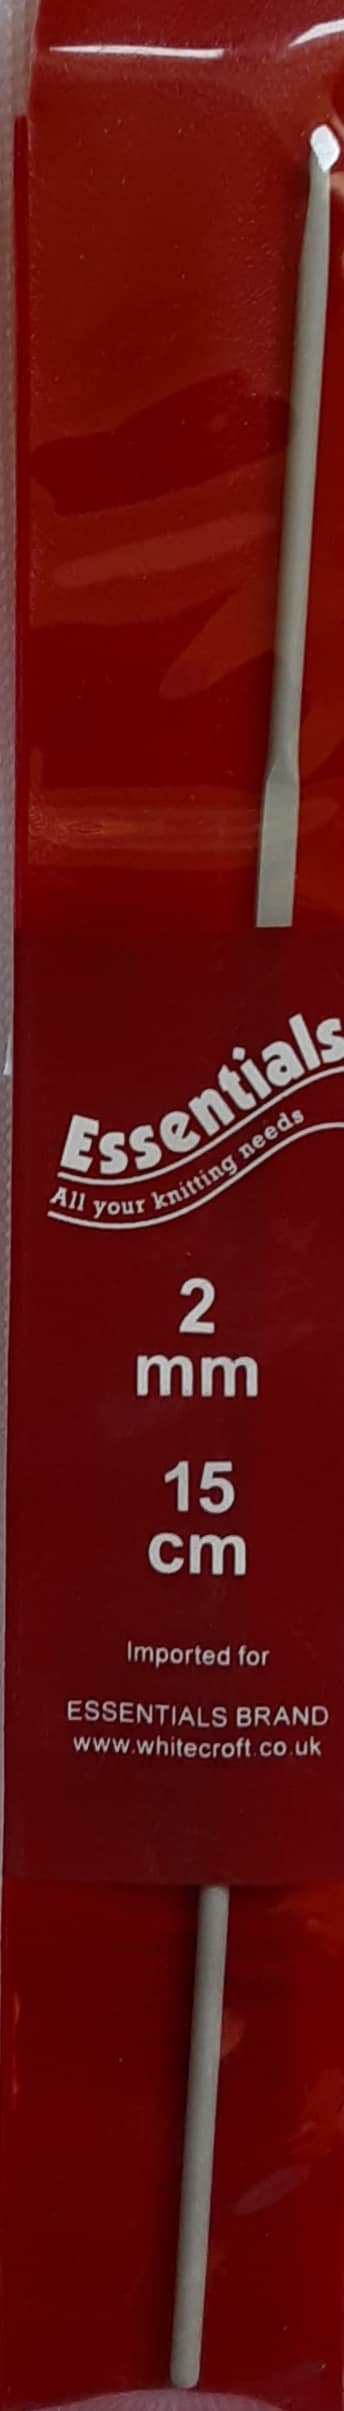 Essentials
All your knitting needs
2
mm
15
cm
Imported for
ESSENTIALS BRAND
www.whitecroft.co.uk